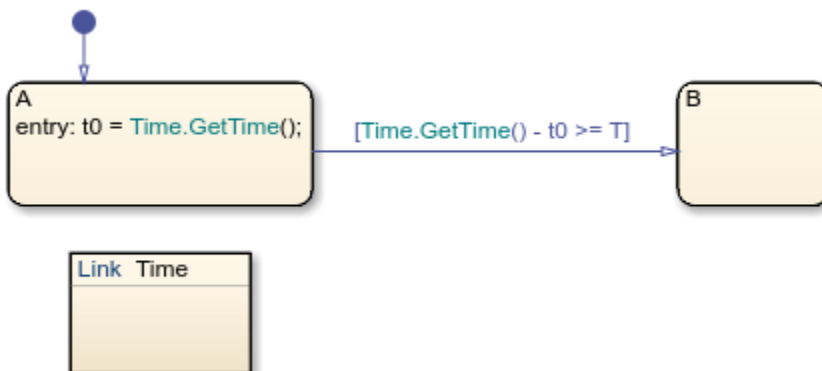 A
entry: t0 = Time.GetTime();
[Time.GetTime() - t0 >= T]
B
Link Time